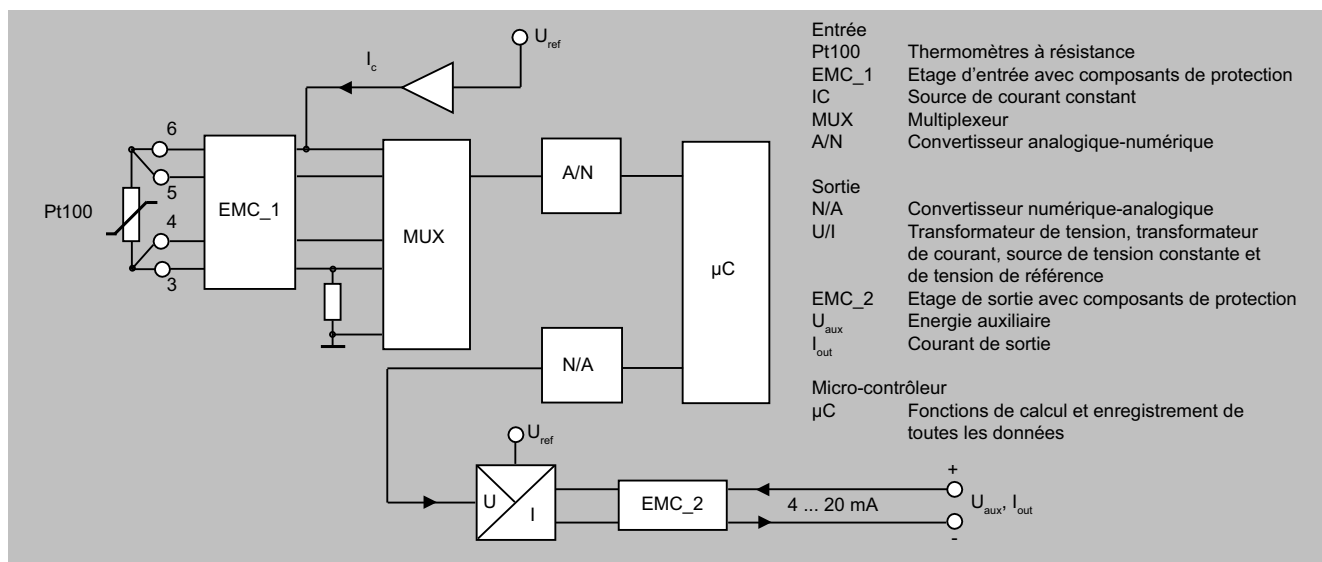 U_ref
I_c
6
5
Pt100
4
3
EMC_1
MUX
A/N
µC
N/A
U_ref
U
I
EMC_2
4 ... 20 mA
+
U_aux, I_out
-
Entrée
Pt100 Thermomètres à résistance
EMC_1 Etage d'entrée avec composants de protection
IC Source de courant constant
MUX Multiplexeur
A/N Convertisseur analogique-numérique
Sortie
N/A Convertisseur numérique-analogique
U/I Transformateur de tension, transformateur
de courant, source de tension constante et
de tension de référence
EMC_2 Etage de sortie avec composants de protection
U_aux Energie auxiliaire
I_out Courant de sortie
Micro-contrôleur
µC Fonctions de calcul et enregistrement de
toutes les données